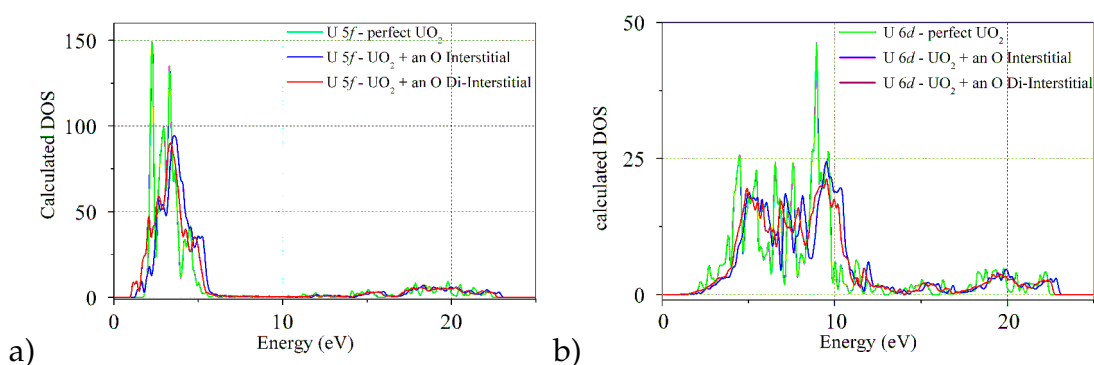 150
100
50
0
Calculated DOS
U 5f - perfect UO₂
U 5f - UO₂ + an O Interstitial
U 5f - UO₂ + an O Di-Interstitial
0 10 20
Energy (eV)
a)
50
25
0
calculated DOS
U 6d - perfect UO₂
U 6d - UO₂ + an O Interstitial
U 6d - UO₂ + an O Di-Interstitial
0 10 20
Energy (eV)
b)